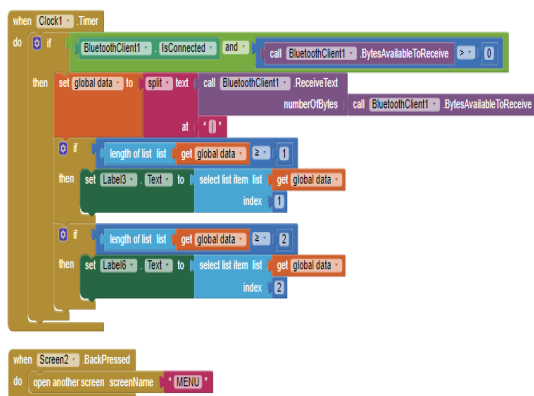 when Clock1 .Timer
do if BluetoothClient1 . IsConnected and call BluetoothClient1 .BytesAvailableToReceive > 0
then set global data to split text call BluetoothClient1 .ReceiveText
numberOfBytes call BluetoothClient1 .BytesAvailableToReceive
at " | "
if length of list list get global data ≥ 1
then set Label3 . Text to select list item list get global data
index 1
if length of list list get global data ≥ 2
then set Label6 . Text to select list item list get global data
index 2
when Screen2 .BackPressed
do open another screen screenName " MENU "